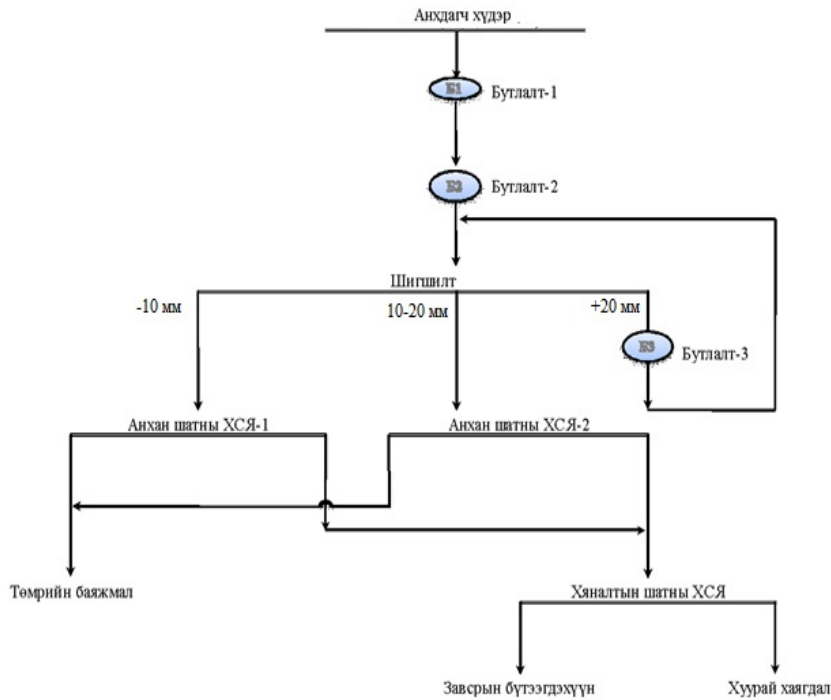 Анхдагч хүдэр
Б1
Бутлалт-1
Б2
Бутлалт-2
Шигшилт
-10 мм
10-20 мм
+20 мм
Б3
Бутлалт-3
Анхан шатны ХСЯ-1
Анхан шатны ХСЯ-2
Төмрийн баяжмал
Хяналтын шатны ХСЯ
Завсрын бүтээгдэхүүн
Хуурай хаягдал